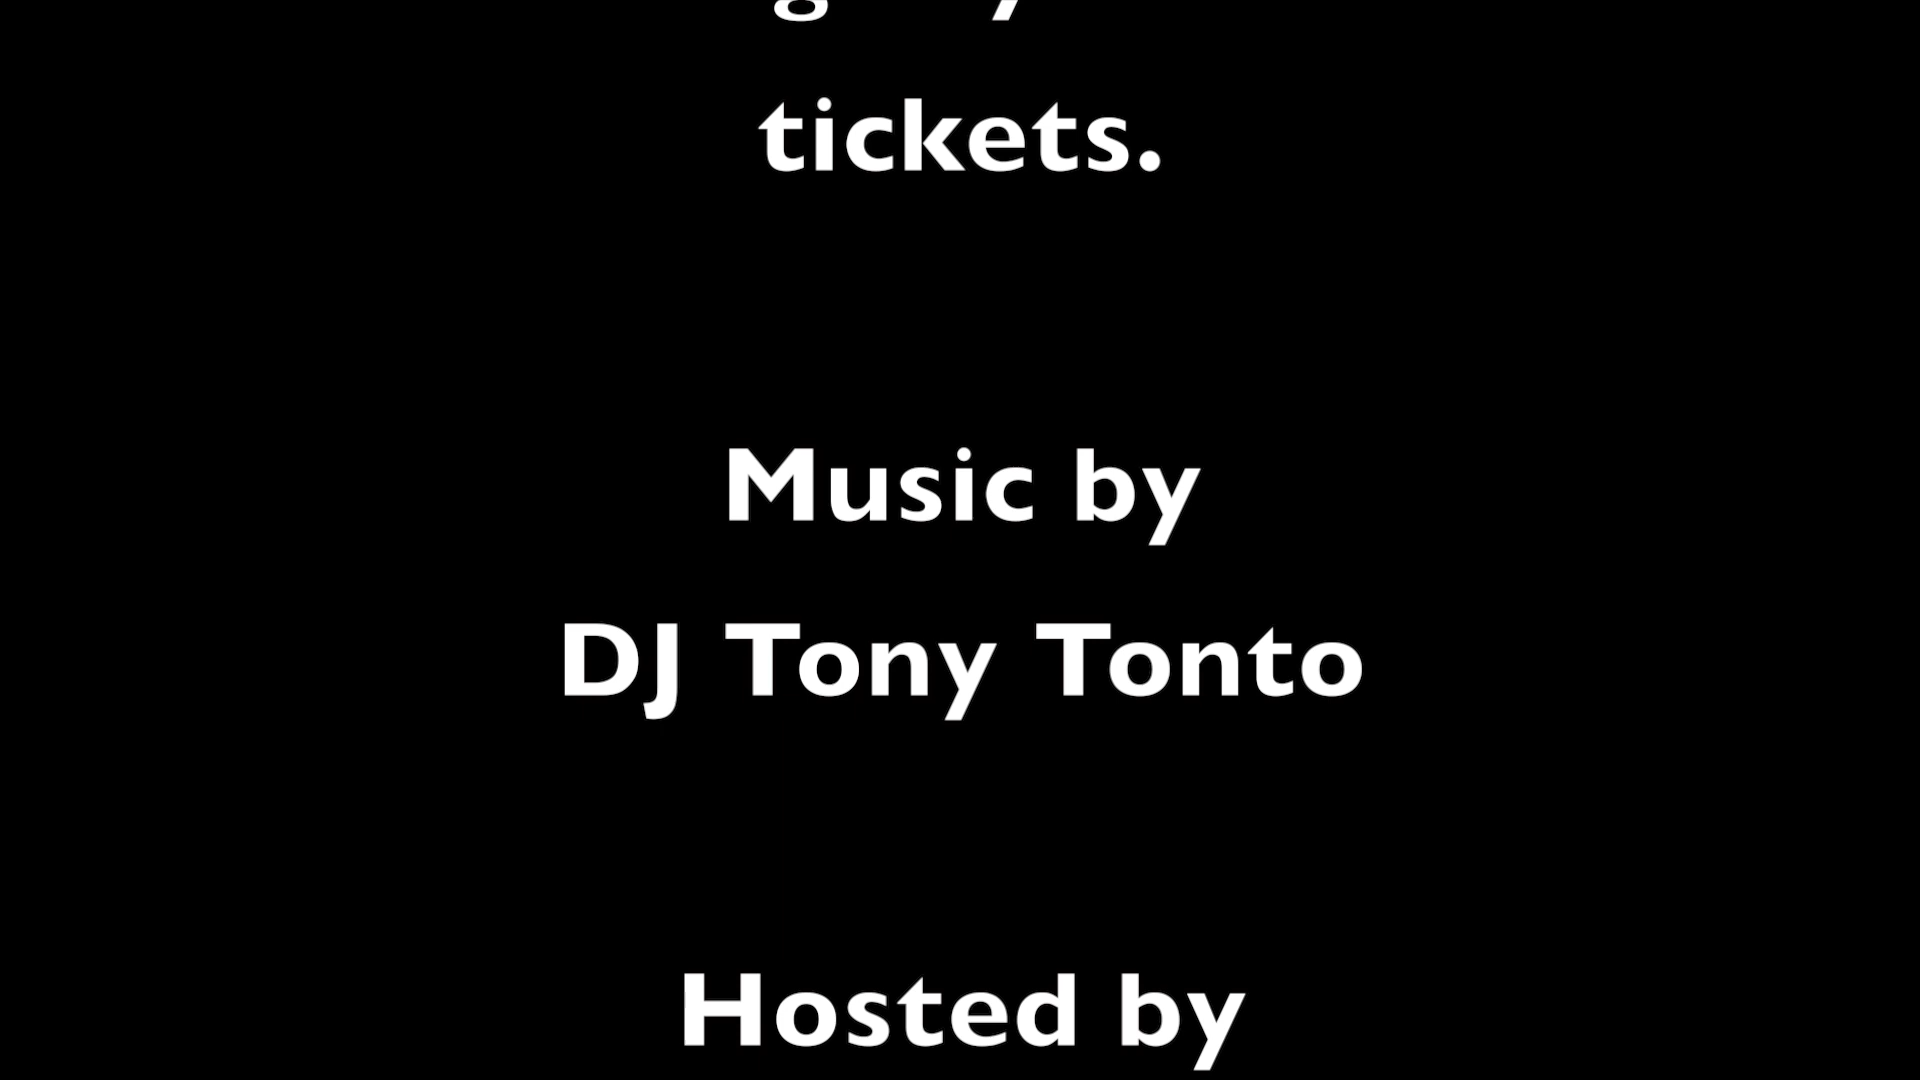 tickets.
Music by
DJ Tony Tonto
Hosted by